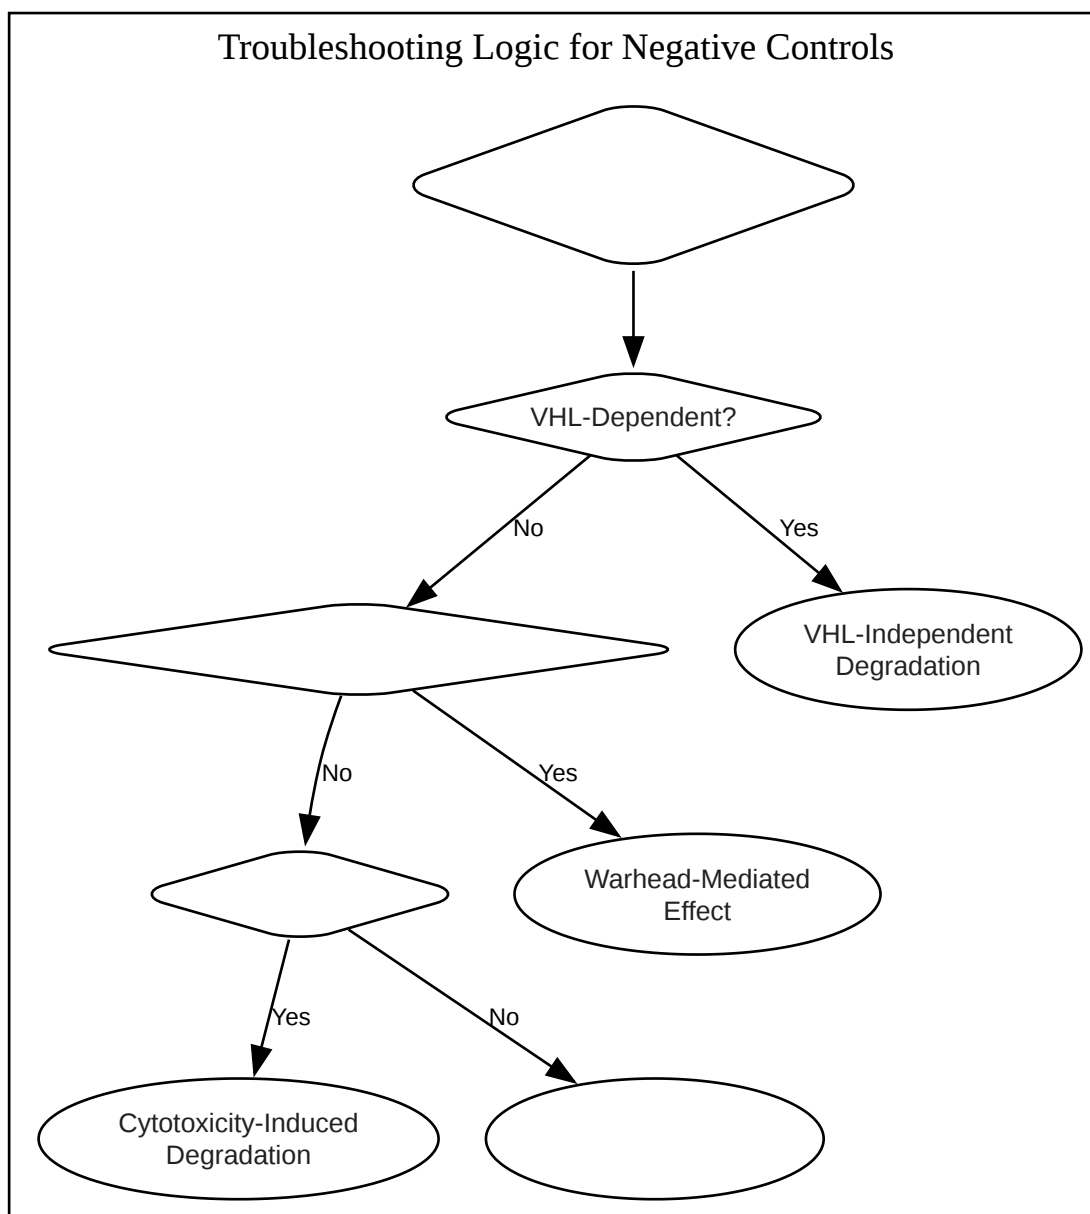 Troubleshooting Logic for Negative Controls
VHL-Dependent?
No
Yes
VHL-Independent
Degradation
No
Yes
Warhead-Mediated
Effect
Yes
No
Cytotoxicity-Induced
Degradation